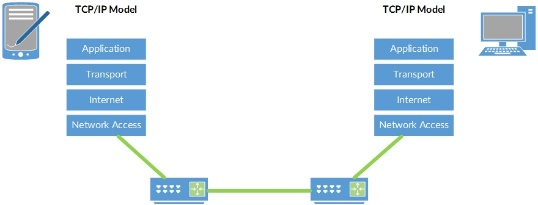 TCP/IP Model
Application
Transport
Internet
Network Access
TCP/IP Model
Application
Transport
Internet
Network Access